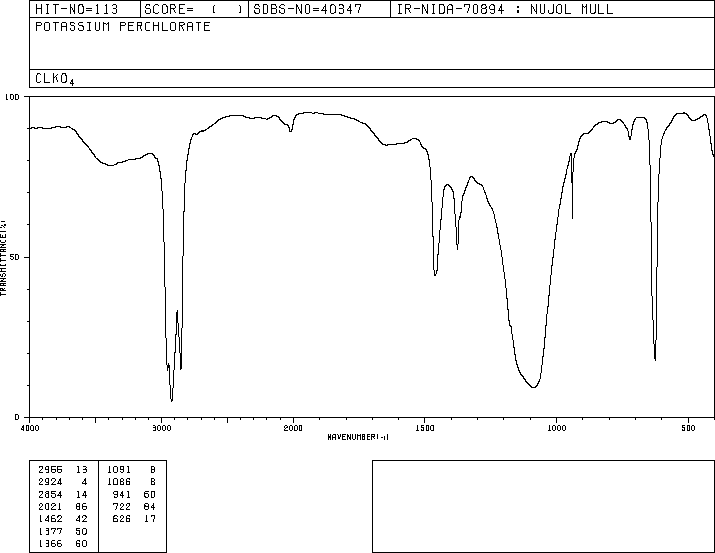 HIT-NO=113 SCORE= ( ) SDBS-NO=40347 IR-NIDA-70894 : NUJOL MULL
POTASSIUM PERCHLORATE
CLKO4
100
TRANSMITTANCE(%)
50
0
4000 3000 2000 1500 1000 500
WAVENUMBER(-1)
2966 13 1091 8
2924 4 1086 8
2854 14 941 60
2021 86 722 84
1462 42 626 17
1377 50
1366 60